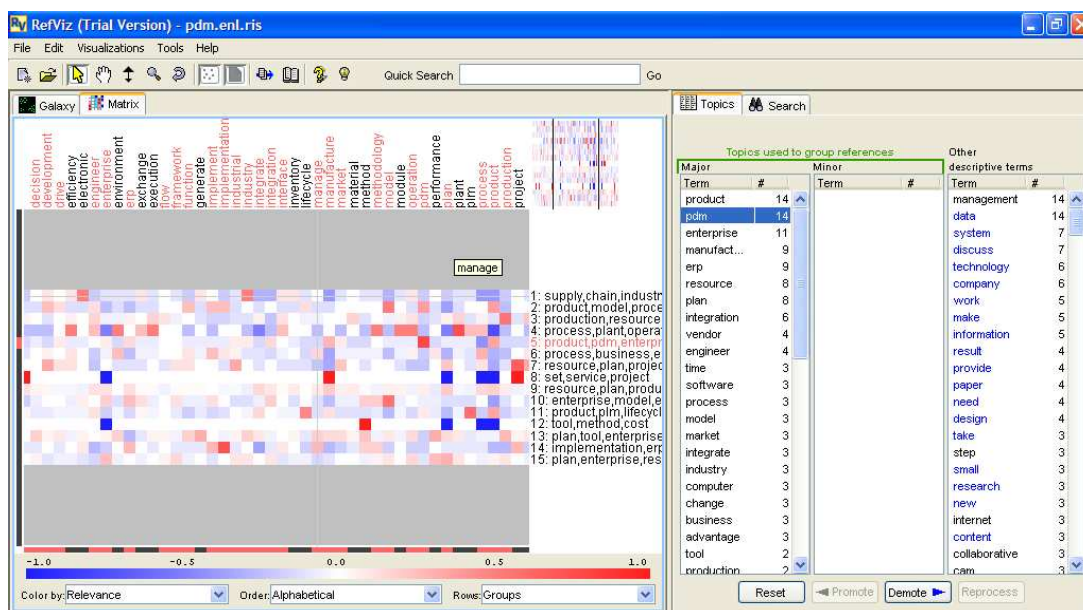 RefViz (Trial Version) - pdm.enl.ris
File Edit Visualizations Tools Help
Quick Search Go
Galaxy Matrix
decision
development
drive
efficiency
electronic
engineer
enterprise
environment
erp
exchange
execution
flow
framework
function
generate
implement
implementation
industrial
industry
integrate
integration
interface
inventory
lifecycle
manage
manufacture
market
material
method
methodology
model
module
operation
pdm
performance
plan
plant
plm
process
product
production
project
manage
1: supply,chain,industr
2: product,model,proce
3: production,resource
4: process,plant,opera
5: product,pdm,enterpr
6: process,business,e
7: resource,plan,projec
8: set,service,project
9: resource,plan,produ
10: enterprise,model,e
11: product,plm,lifecycl
12: tool,method,cost
13: plan,tool,enterprise
14: implementation,erp
15: plan,enterprise,res
-1.0 -0.5 0.0 0.5 1.0
Color by: Relevance Order: Alphabetical Rows: Groups
Topics Search
Topics used to group references
Other
Major Minor descriptive terms
Term # Term # Term #
product 14 management 14
pdm 14 data 14
enterprise 11 system 7
manufact... 9 discuss 7
erp 9 technology 6
resource 8 company 6
plan 8 work 5
integration 6 make 5
vendor 4 information 5
engineer 4 result 4
time 3 provide 4
software 3 paper 4
process 3 need 4
model 3 design 4
market 3 take 3
integrate 3 step 3
industry 3 small 3
computer 3 research 3
change 3 new 3
business 3 internet 3
advantage 3 content 3
tool 2 collaborative 3
production 2 cam 3
Reset Promote Demote Reprocess